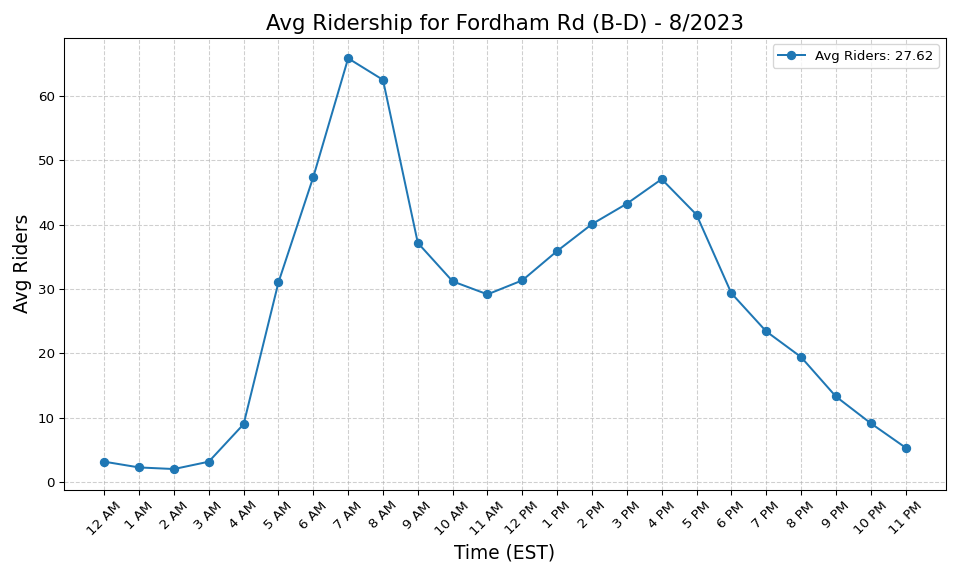 Avg Ridership for Fordham Rd (B-D) - 8/2023
Avg Riders: 27.62
Avg Riders
60
50
40
30
20
10
0
12 AM
1 AM
2 AM
3 AM
4 AM
5 AM
6 AM
7 AM
8 AM
9 AM
10 AM
11 AM
12 PM
1 PM
2 PM
3 PM
4 PM
5 PM
6 PM
7 PM
8 PM
9 PM
10 PM
11 PM
Time (EST)